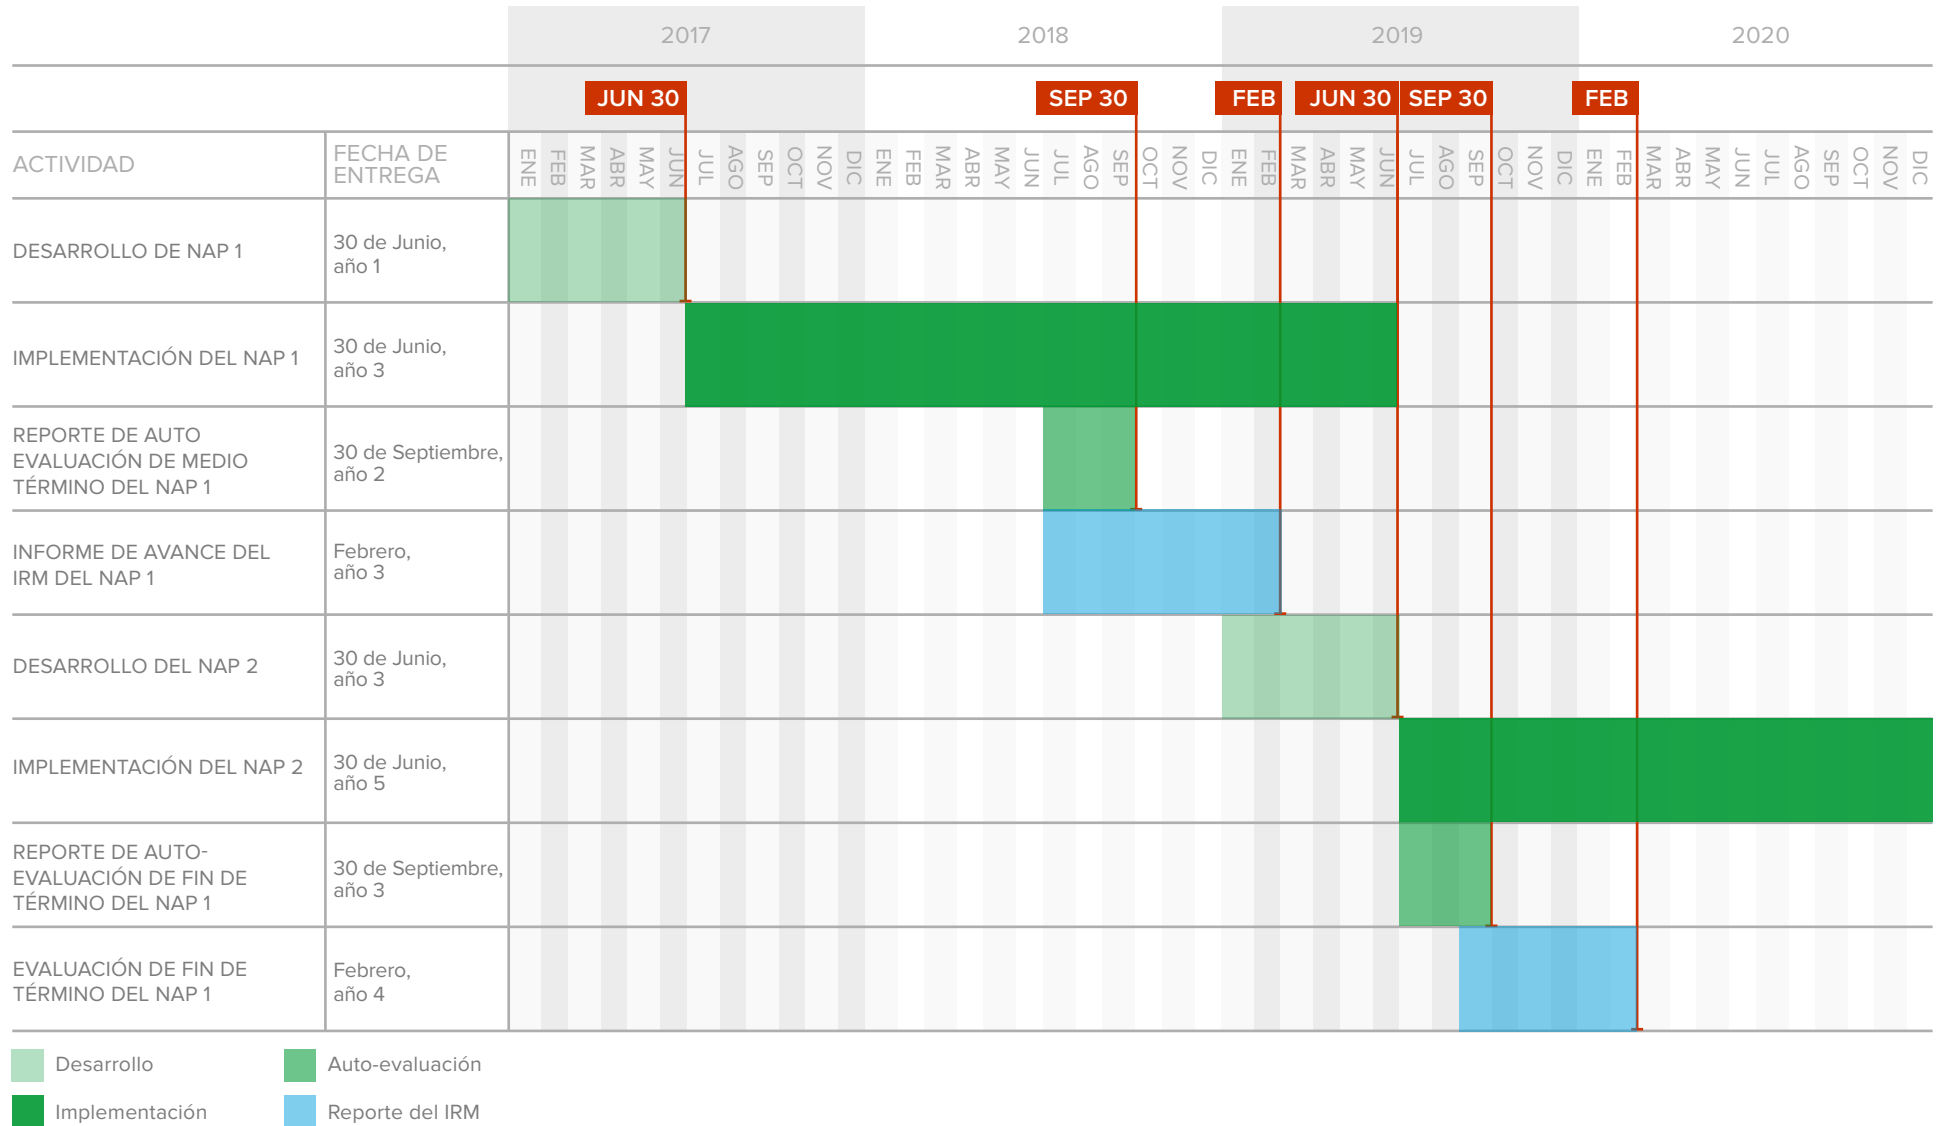 2017
2018
2019
2020
JUN 30
SEP 30
FEB
JUN 30
SEP 30
FEB
ACTIVIDAD
FECHA DE
ENTREGA
ENE
FEB
MAR
ABR
MAY
JUN
JUL
AGO
SEP
OCT
NOV
DIC
ENE
FEB
MAR
ABR
MAY
JUN
JUL
AGO
SEP
OCT
NOV
DIC
ENE
FEB
MAR
ABR
MAY
JUN
JUL
AGO
SEP
OCT
NOV
DIC
ENE
FEB
MAR
ABR
MAY
JUN
JUL
AGO
SEP
OCT
NOV
DIC
DESARROLLO DE NAP 1
30 de Junio,
año 1
IMPLEMENTACIÓN DEL NAP 1
30 de Junio,
año 3
REPORTE DE AUTO
EVALUACIÓN DE MEDIO
TÉRMINO DEL NAP 1
30 de Septiembre,
año 2
INFORME DE AVANCE DEL
IRM DEL NAP 1
Febrero,
año 3
DESARROLLO DEL NAP 2
30 de Junio,
año 3
IMPLEMENTACIÓN DEL NAP 2
30 de Junio,
año 5
REPORTE DE AUTO-
EVALUACIÓN DE FIN DE
TÉRMINO DEL NAP 1
30 de Septiembre,
año 3
EVALUACIÓN DE FIN DE
TÉRMINO DEL NAP 1
Febrero,
año 4
Desarrollo
Auto-evaluación
Implementación
Reporte del IRM